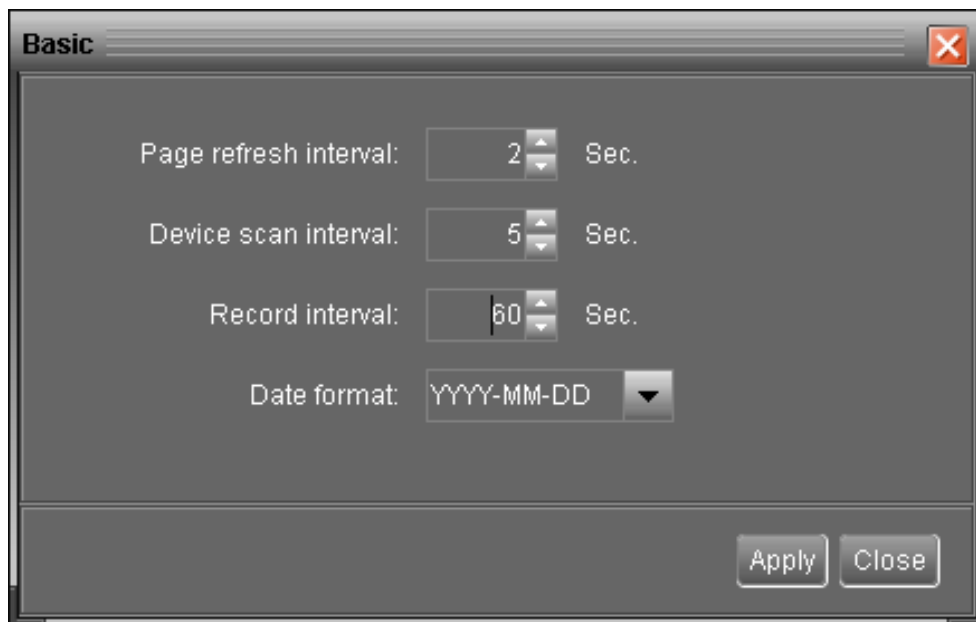 Basic
Page refresh interval: 2 Sec.
Device scan interval: 5 Sec.
Record interval: 60 Sec.
Date format: YYYY-MM-DD
Apply Close